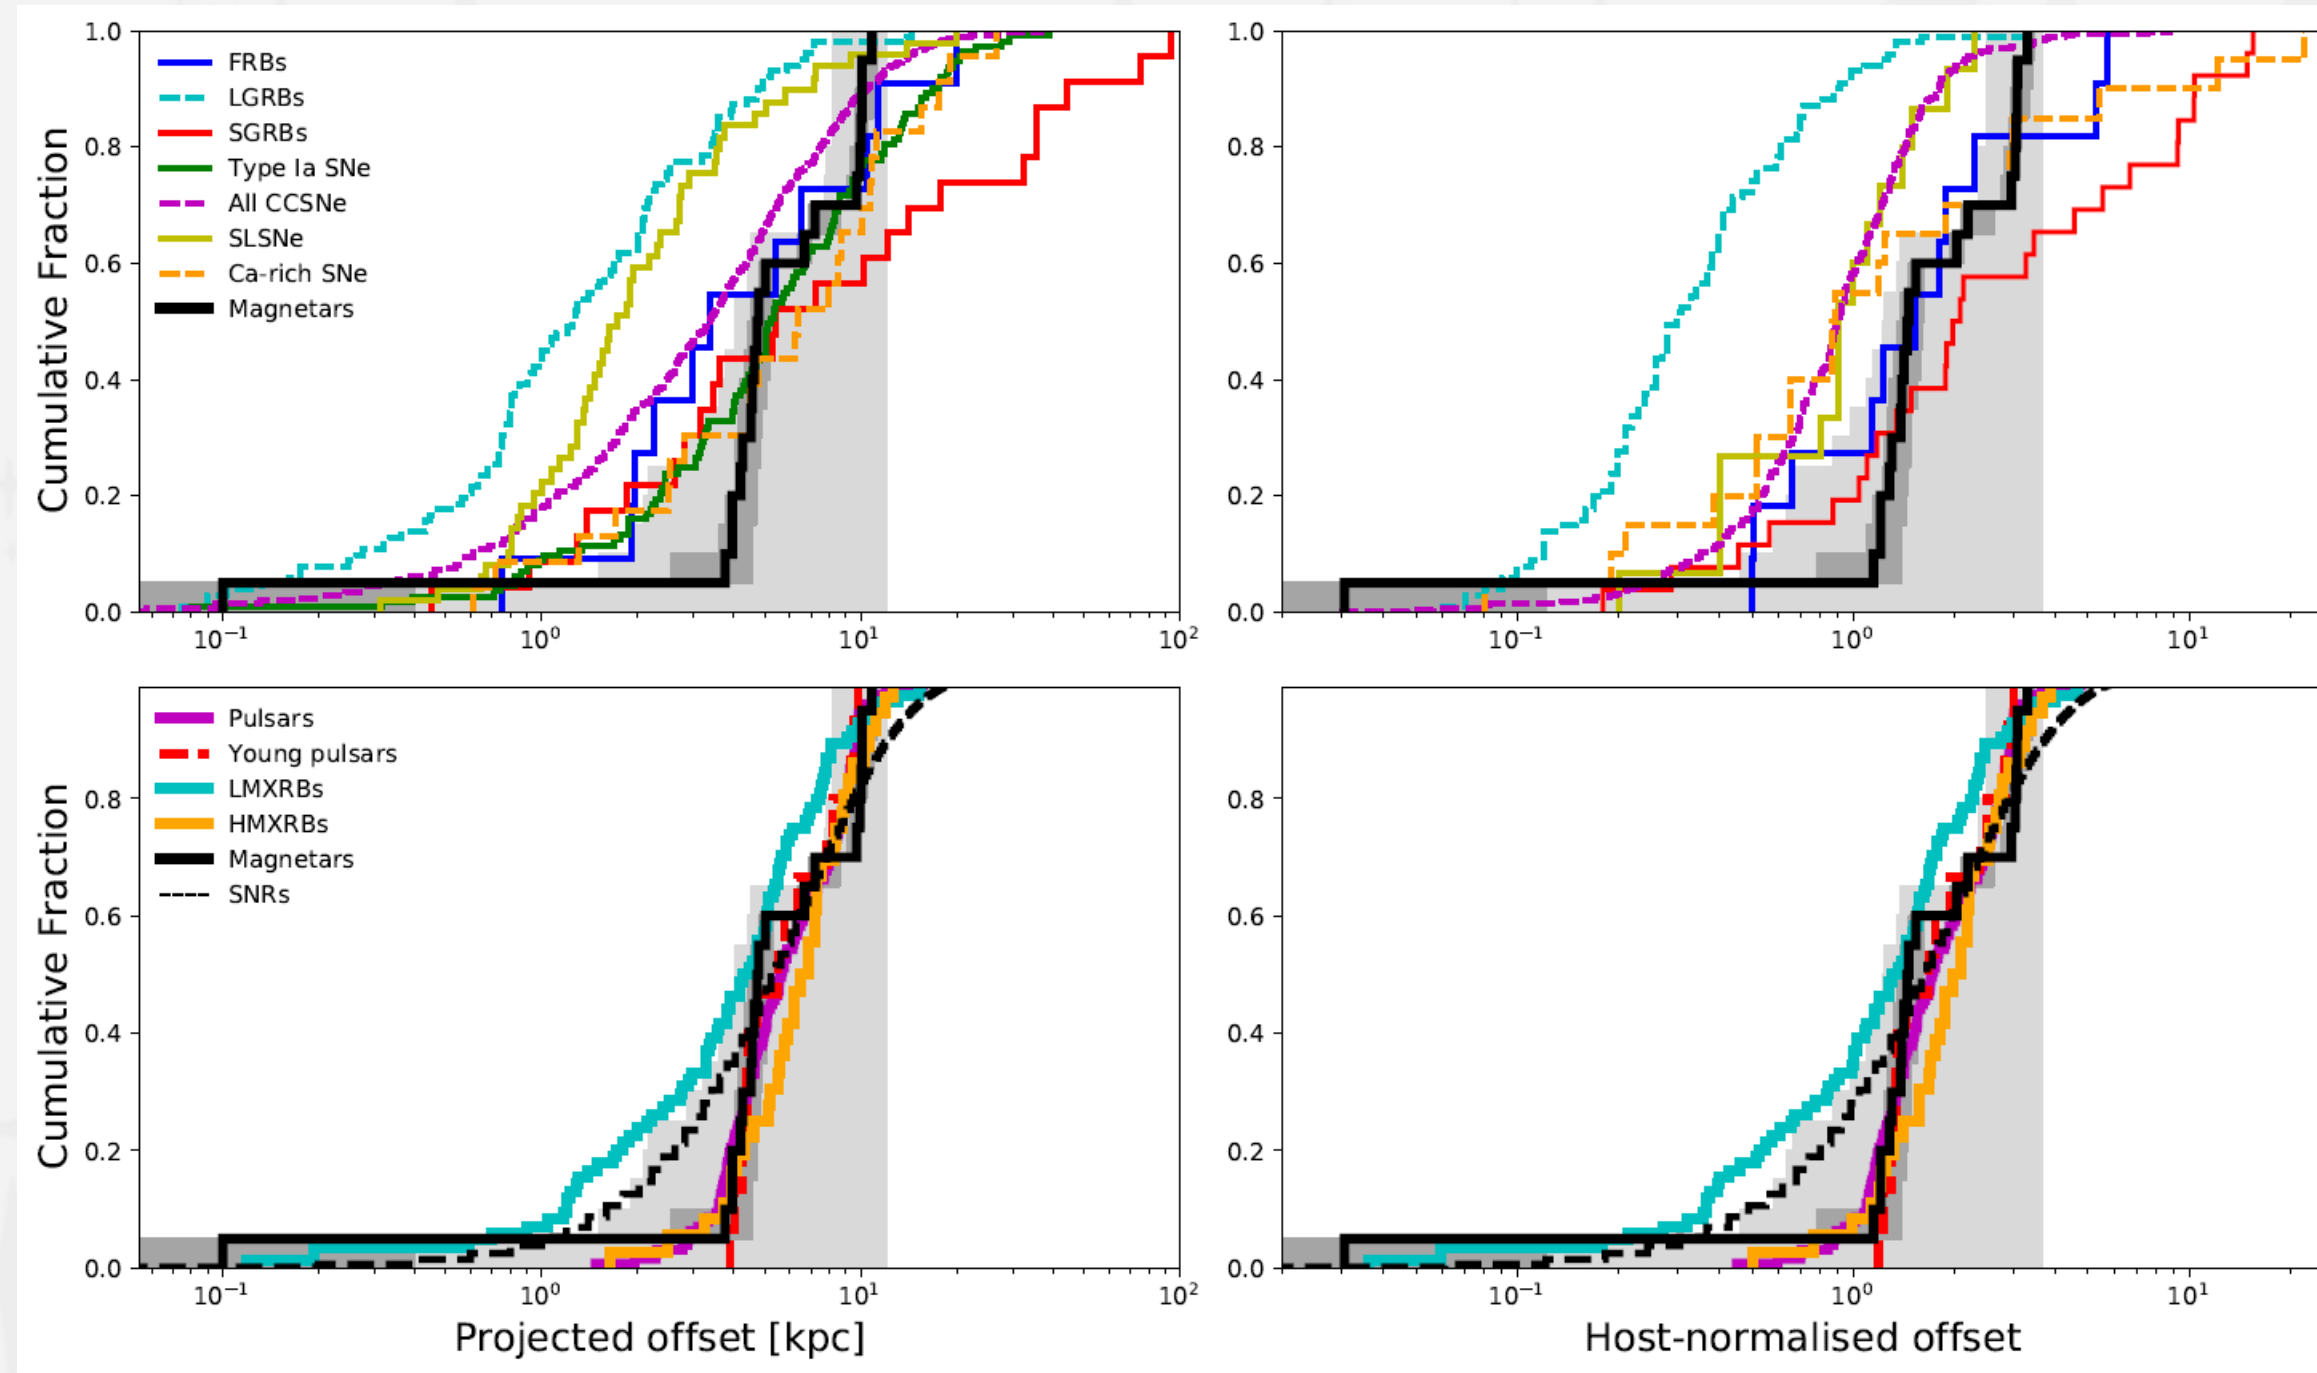 Cumulative Fraction
1.0
0.8
0.6
0.4
0.2
0.0
FRBs
LGRBs
SGRBs
Type Ia SNe
All CCSNe
SLSNe
Ca-rich SNe
Magnetars
10⁻¹ 10⁰ 10¹ 10²
1.0
0.8
0.6
0.4
0.2
0.0
10⁻¹ 10⁰ 10¹
Cumulative Fraction
0.8
0.6
0.4
0.2
0.0
Pulsars
Young pulsars
LMXRBs
HMXRBs
Magnetars
SNRs
10⁻¹ 10⁰ 10¹ 10²
Projected offset [kpc]
0.8
0.6
0.4
0.2
0.0
10⁻¹ 10⁰ 10¹
Host-normalised offset